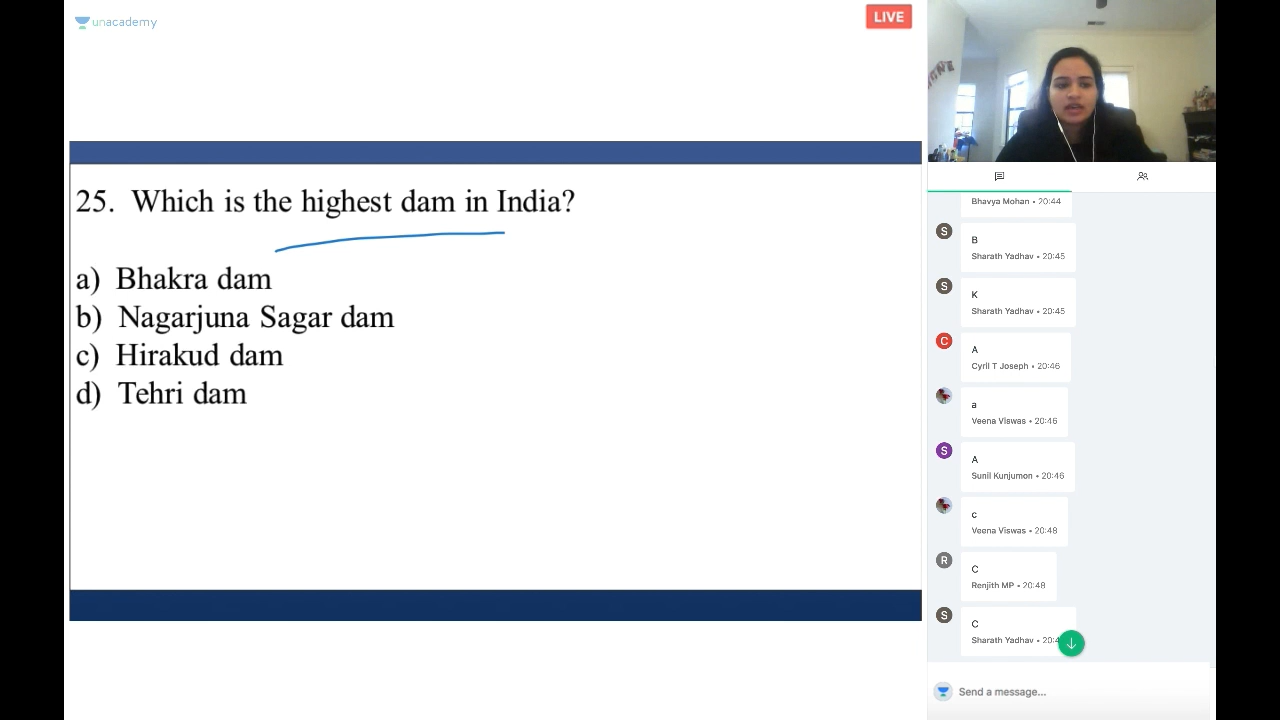 unacademy
LIVE
25. Which is the highest dam in India?
a) Bhakra dam
b) Nagarjuna Sagar dam
c) Hirakud dam
d) Tehri dam
Bhavya Mohan • 20:44
S
B
Sharath Yadhav • 20:45
S
K
Sharath Yadhav • 20:45
C
A
Cyril T Joseph • 20:46
a
Veena Viswas • 20:46
S
A
Sunil Kunjumon • 20:46
c
Veena Viswas • 20:48
R
C
Renjith MP • 20:48
S
C
Sharath Yadhav •
Send a message...